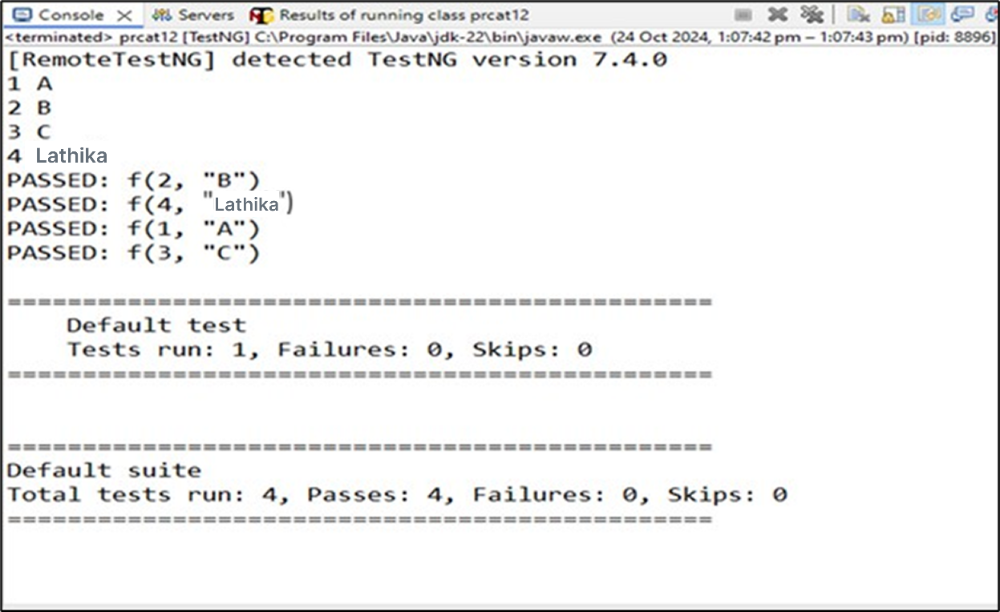 Console Servers Results of running class prcat12
<terminated> prcat12 [TestNG] C:\Program Files\Java\jdk-22\bin\javaw.exe (24 Oct 2024, 1:07:42 pm – 1:07:43 pm) [pid: 8896]
[RemoteTestNG] detected TestNG version 7.4.0
1 A
2 B
3 C
4 Lathika
PASSED: f(2, "B")
PASSED: f(4, "Lathika")
PASSED: f(1, "A")
PASSED: f(3, "C")
===============================================
Default test
Tests run: 1, Failures: 0, Skips: 0
===============================================
===============================================
Default suite
Total tests run: 4, Passes: 4, Failures: 0, Skips: 0
===============================================